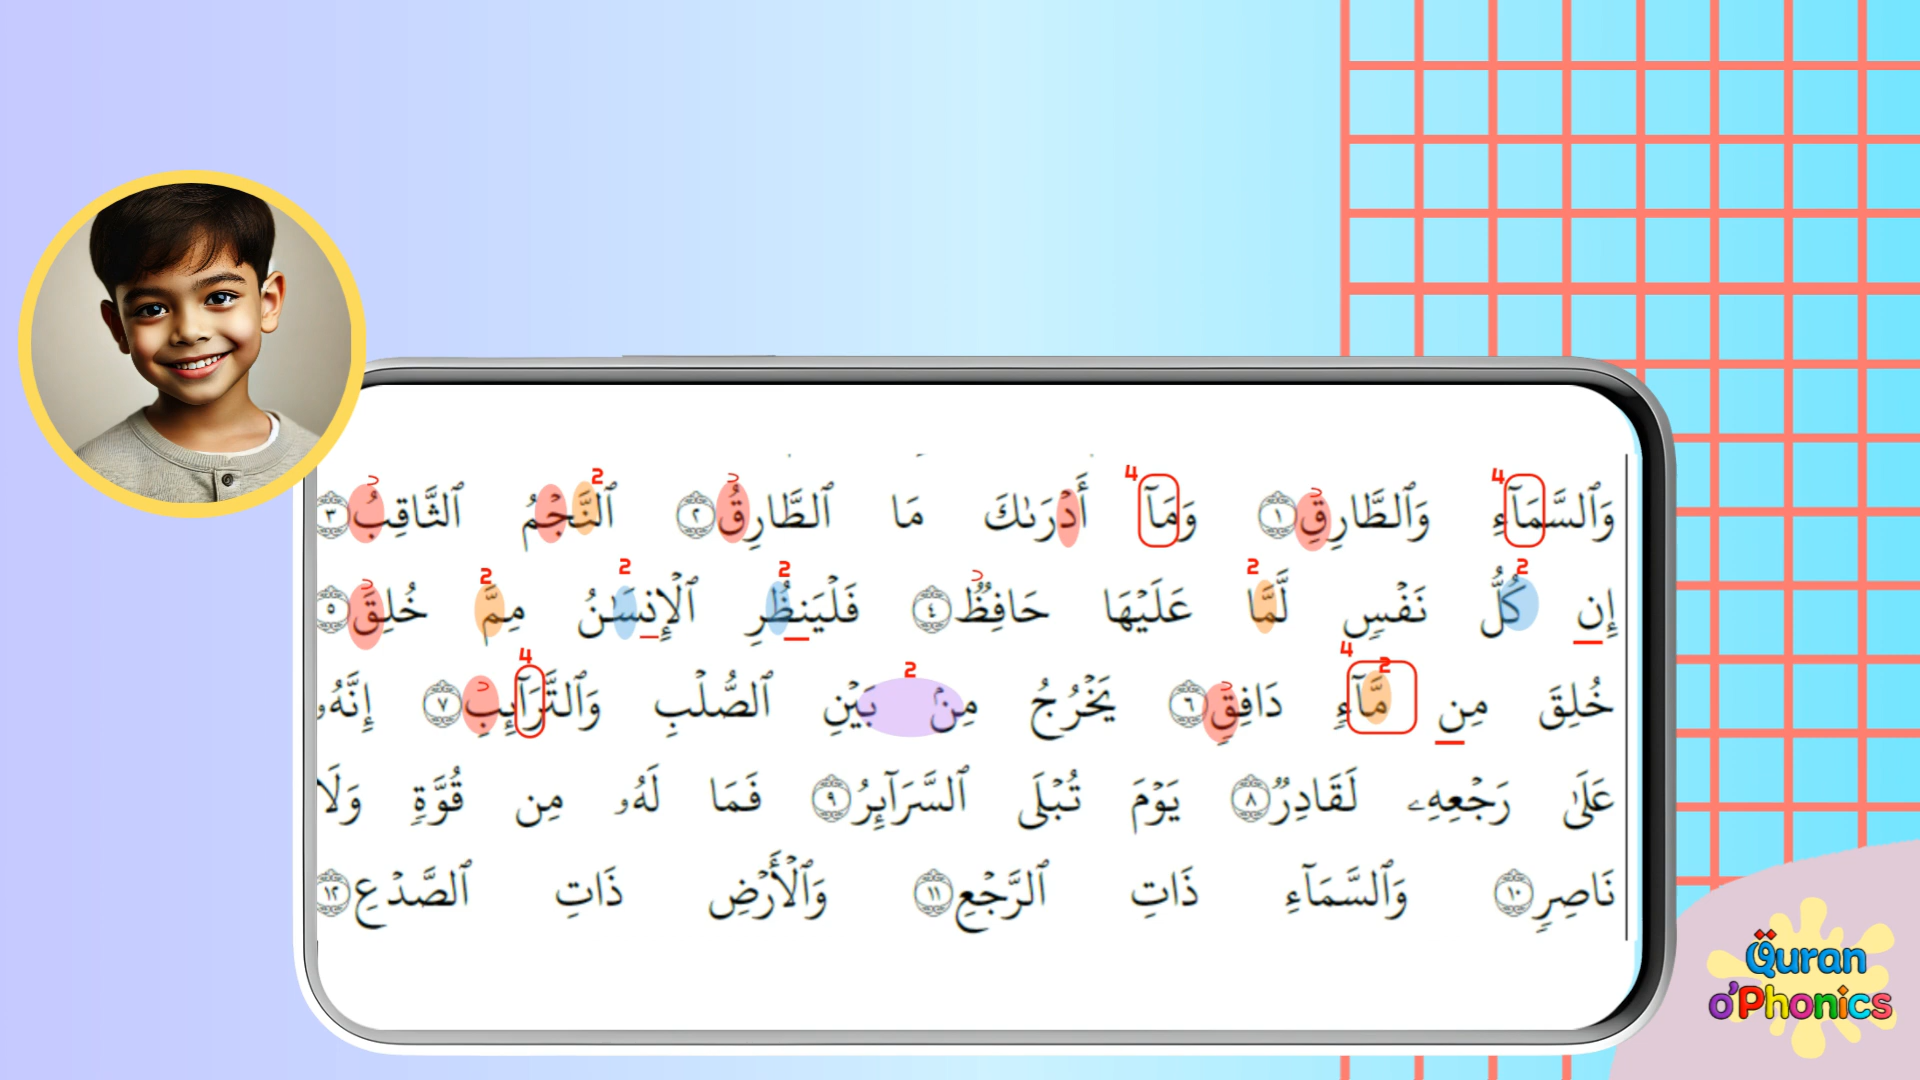 وَٱلسَّمَآءِ وَٱلطَّارِقِ ١ وَمَآ أَدۡرَىٰكَ مَا ٱلطَّارِقُ ٢ ٱلنَّجۡمُ ٱلثَّاقِبُ ٣
إِن كُلُّ نَفۡسٖ لَّمَّا عَلَيۡهَا حَافِظٞ ٤ فَلۡيَنظُرِ ٱلۡإِنسَٰنُ مِمَّ خُلِقَ ٥
خُلِقَ مِن مَّآءٖ دَافِقٖ ٦ يَخۡرُجُ مِنۢ بَيۡنِ ٱلصُّلۡبِ وَٱلتَّرَآئِبِ ٧ إِنَّهُۥ
عَلَىٰ رَجۡعِهِۦ لَقَادِرٞ ٨ يَوۡمَ تُبۡلَى ٱلسَّرَآئِرُ ٩ فَمَا لَهُۥ مِن قُوَّةٖ وَلَا
نَاصِرٖ ١٠ وَٱلسَّمَآءِ ذَاتِ ٱلرَّجۡعِ ١١ وَٱلۡأَرۡضِ ذَاتِ ٱلصَّدۡعِ ١٢
Quran
o'Phonics